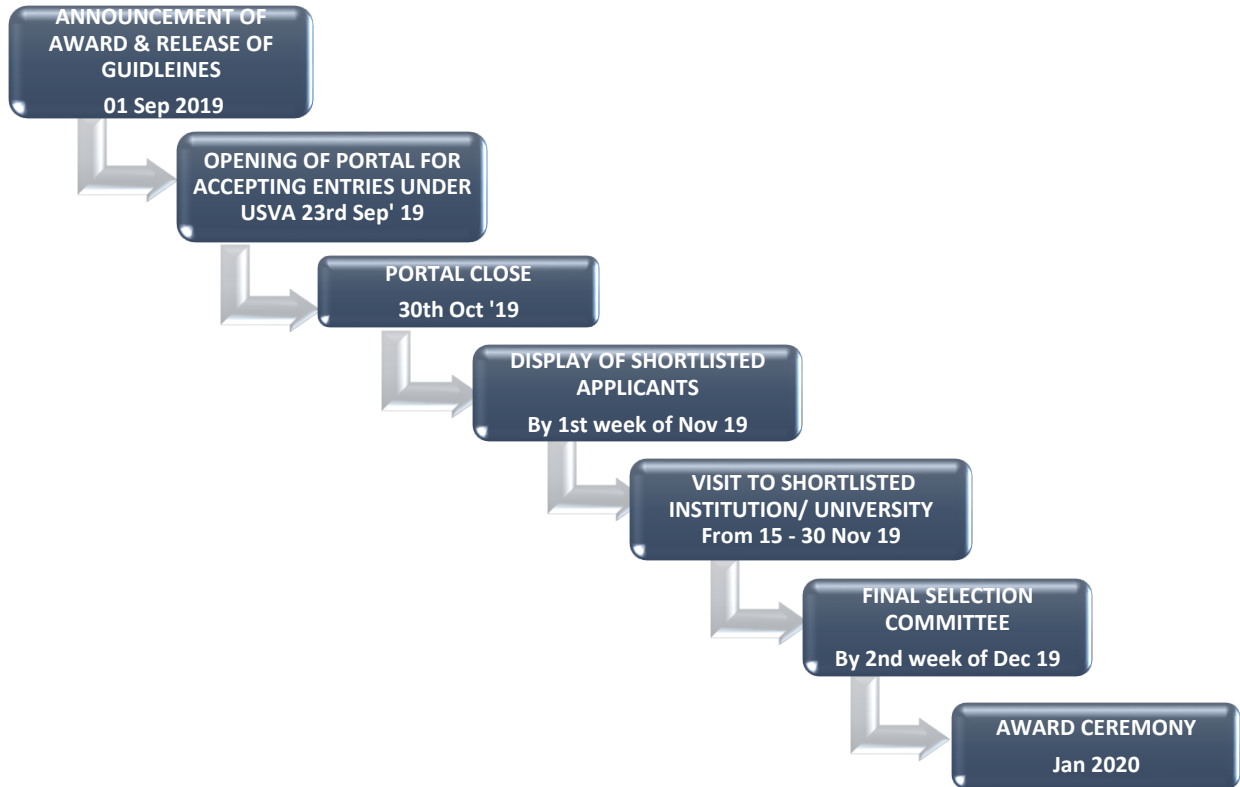 ANNOUNCEMENT OF
AWARD & RELEASE OF
GUIDLEINES
01 Sep 2019
OPENING OF PORTAL FOR
ACCEPTING ENTRIES UNDER
USVA 23rd Sep' 19
PORTAL CLOSE
30th Oct '19
DISPLAY OF SHORTLISTED
APPLICANTS
By 1st week of Nov 19
VISIT TO SHORTLISTED
INSTITUTION/ UNIVERSITY
From 15 - 30 Nov 19
FINAL SELECTION
COMMITTEE
By 2nd week of Dec 19
AWARD CEREMONY
Jan 2020